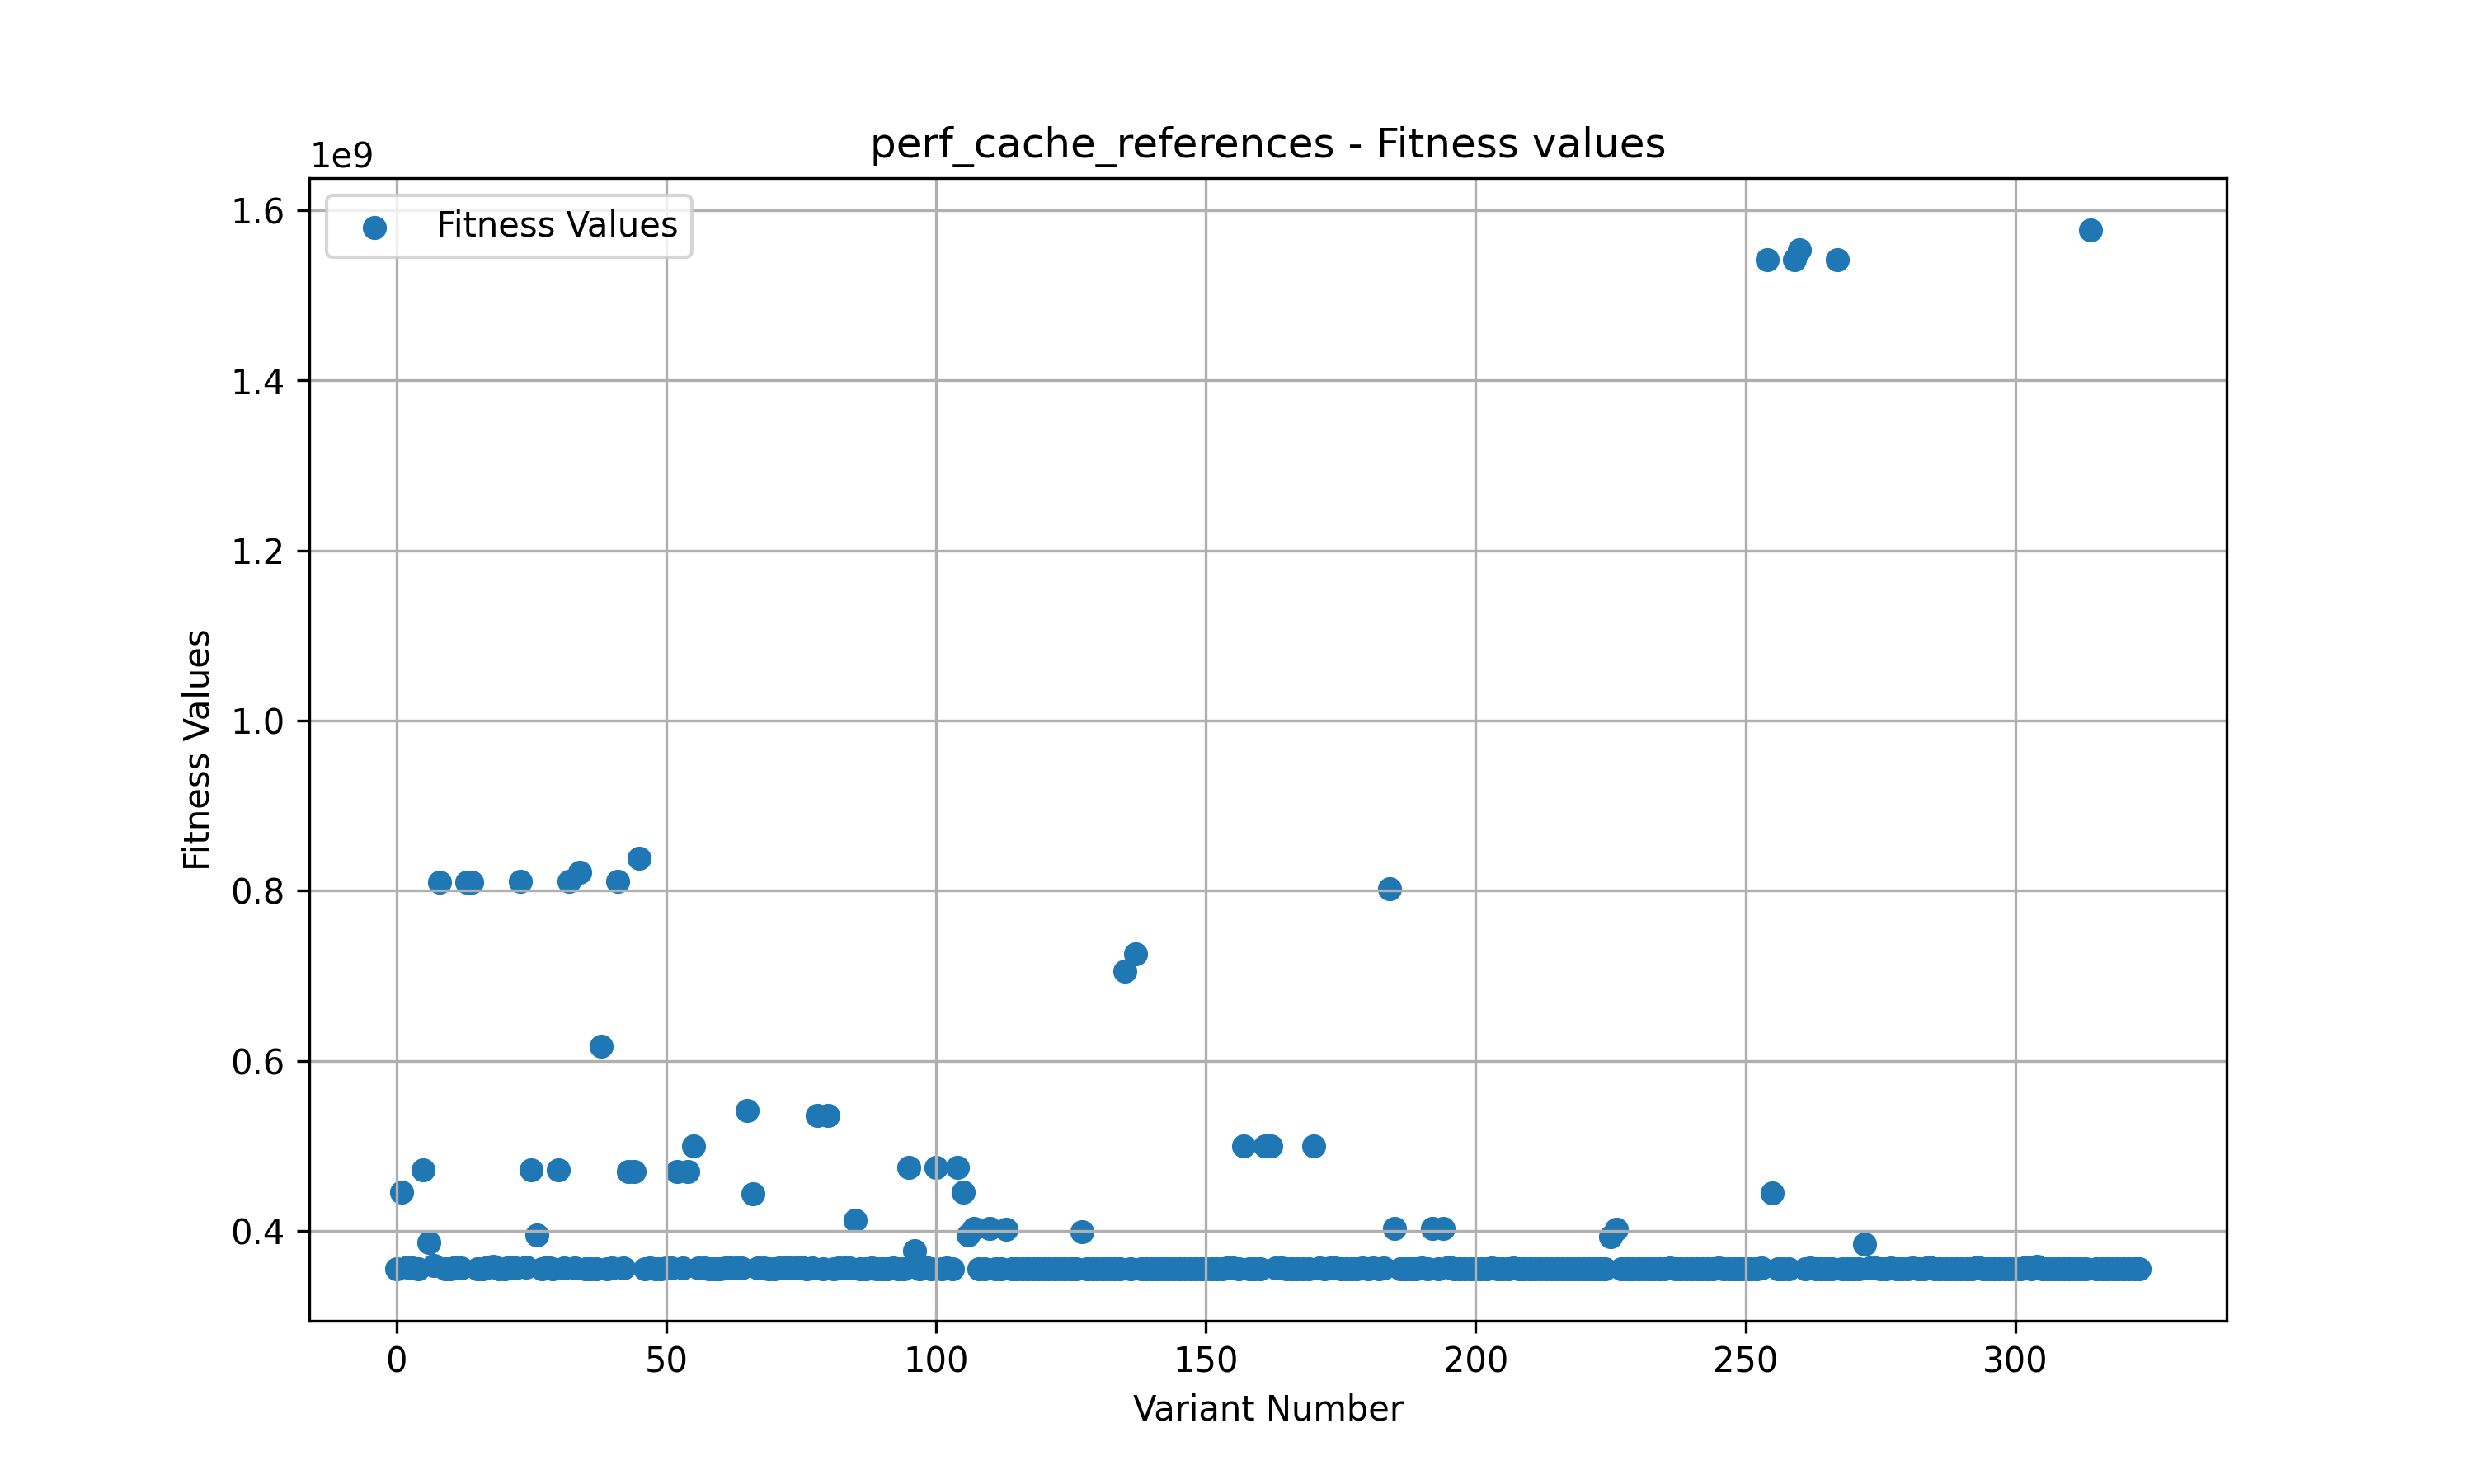 perf_cache_references - Fitness values
1e9
Fitness Values
1.6
1.4
1.2
1.0
0.8
0.6
0.4
Fitness Values
0 50 100 150 200 250 300
Variant Number